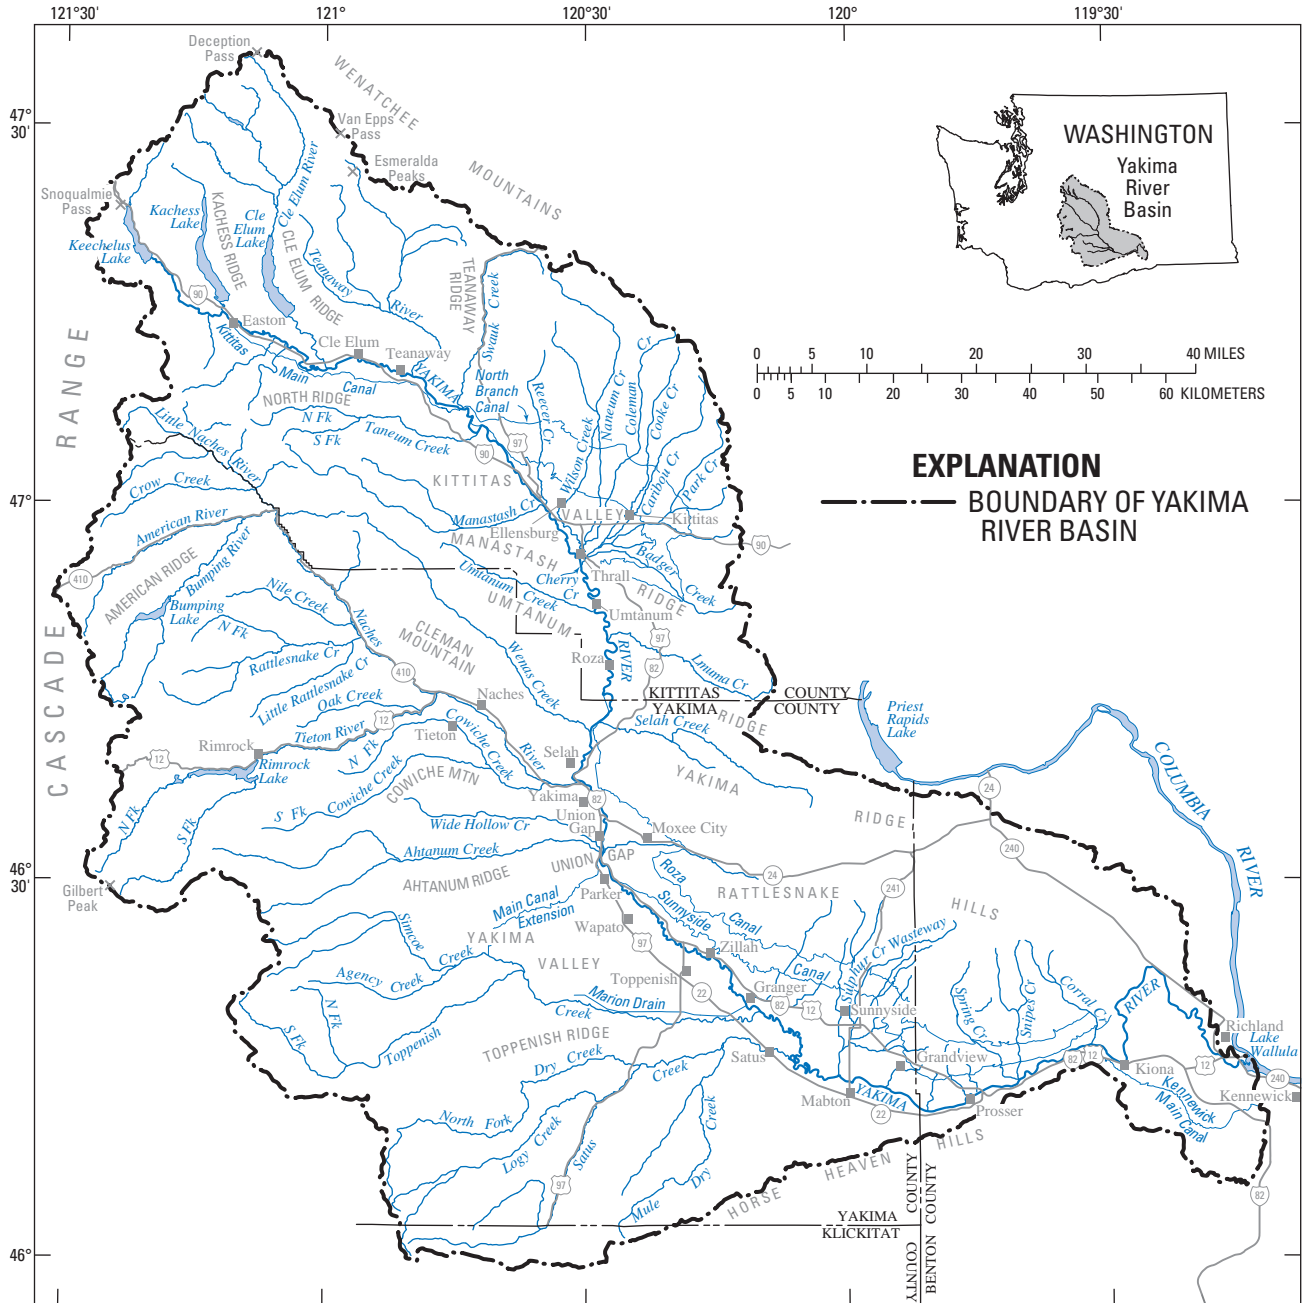 121°30'
121°
120°30'
120°
119°30'
47°
30'
47°
46°
30'
46°
Deception
Pass
WENATCHEE
MOUNTAINS
Van Epps
Pass
Esmeralda
Peaks
Snoqualmie
Pass
Keechelus
Lake
Kachess
Lake
KACHESS RIDGE
Cle
Elum
Lake
Cle Elum River
CLE ELUM RIDGE
Teanaway
River
TEANAWAY
RIDGE
Swauk Creek
90
Easton
Kittitas
Main
Canal
Cle Elum
Teanaway
YAKIMA
North
Branch
Canal
NORTH RIDGE
N Fk
S Fk
Taneum Creek
90
97
Reecer Cr
Wilson Creek
Naneum Cr
Coleman
Cr
Cooke Cr
Caribou Cr
Park Cr
KITTITAS
VALLEY
Manastash Cr
Ellensburg
Kittitas
90
MANASTASH
RIDGE
Thrall
Badger
Creek
Cherry
Cr
Umtanum
Creek
UMTANUM
RIDGE
Umtanum
97
82
Roza
RIVER
Lmuma Cr
Little Naches River
Crow Creek
American River
410
AMERICAN RIDGE
Bumping River
Bumping
Lake
Nile Creek
N Fk
Rattlesnake Cr
Little Rattlesnake Cr
Oak Creek
Naches
River
CLEMAN
MOUNTAIN
410
Wenas Creek
Naches
Tieton
Tieton River
12
12
Rimrock
Rimrock
Lake
N Fk
S Fk
N Fk
Cowiche Creek
S Fk Cowiche Creek
COWICHE MTN
Selah
Selah Creek
KITTITAS COUNTY
YAKIMA COUNTY
YAKIMA
RIDGE
Yakima
82
Union
Gap
Moxee City
Wide Hollow Cr
Ahtanum Creek
AHTANUM RIDGE
UNION GAP
Gilbert
Peak
CASCADE
RANGE
Parker
Roza
Canal
Sunnyside
Canal
24
RATTLESNAKE
HILLS
241
Main Canal
Extension
Wapato
97
YAKIMA
VALLEY
Simcoe
Creek
Agency Creek
N Fk
S Fk
Toppenish
Creek
Toppenish
22
Zillah
Marion Drain
Granger
82
12
Sulphur Cr Wasteway
Sunnyside
TOPPENISH RIDGE
Satus
Dry Creek
Creek
North Fork
Logy Creek
Satus
97
Mule Dry
Creek
Mabton
YAKIMA
22
Grandview
Prosser
Spring Cr
Snipes Cr
Corral Cr
RIVER
82
12
Kiona
12
Kennewick
Main Canal
Richland
Lake
Wallula
240
Kennewick
82
HORSE HEAVEN HILLS
YAKIMA
KLICKITAT
COUNTY
COUNTY
BENTON COUNTY
Priest
Rapids
Lake
24
240
COLUMBIA
RIVER
WASHINGTON
Yakima
River
Basin
0 5 10 20 30 40 MILES
0 5 10 20 30 40 50 60 KILOMETERS
EXPLANATION
BOUNDARY OF YAKIMA
RIVER BASIN